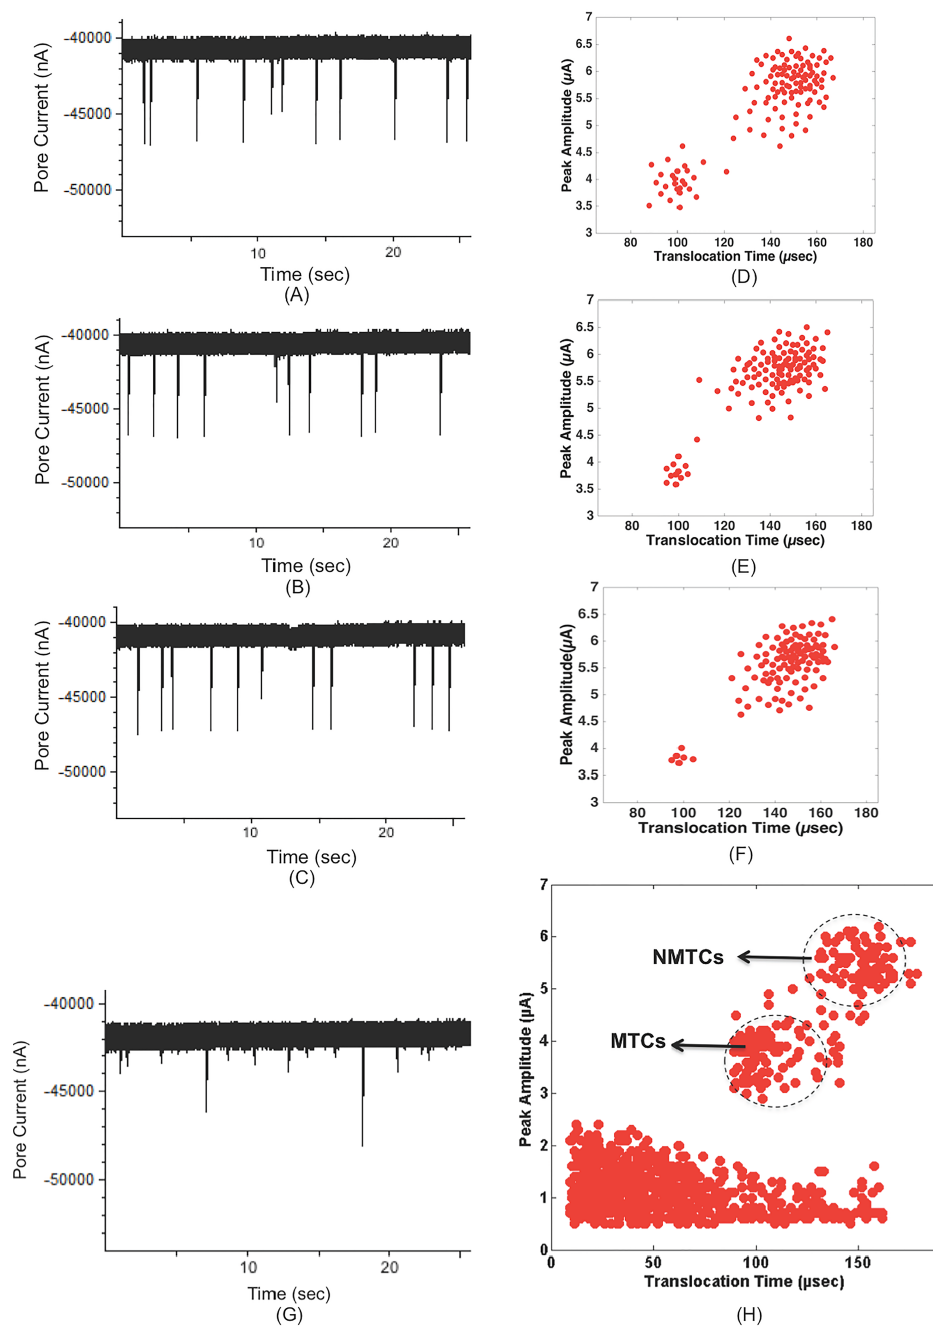 -40000
-45000
-50000
Pore Current (nA)
10 20
Time (sec)
(A)
7
6.5
6
5.5
5
4.5
4
3.5
3
Peak Amplitude (µA)
80 100 120 140 160 180
Translocation Time (µsec)
(D)
-40000
-45000
-50000
Pore Current (nA)
10 20
Time (sec)
(B)
7
6.5
6
5.5
5
4.5
4
3.5
3
Peak Amplitude (µA)
80 100 120 140 160 180
Translocation Time (µsec)
(E)
-40000
-45000
-50000
Pore Current (nA)
10 20
Time (sec)
(C)
7
6.5
6
5.5
5
4.5
4
3.5
3
Peak Amplitude(µA)
80 100 120 140 160 180
Translocation Time (µsec)
(F)
-40000
-45000
-50000
Pore Current (nA)
10 20
Time (sec)
(G)
7
6
5
4
3
2
1
0
Peak Amplitude (µA)
NMTCs
MTCs
0 50 100 150
Translocation Time (µsec)
(H)